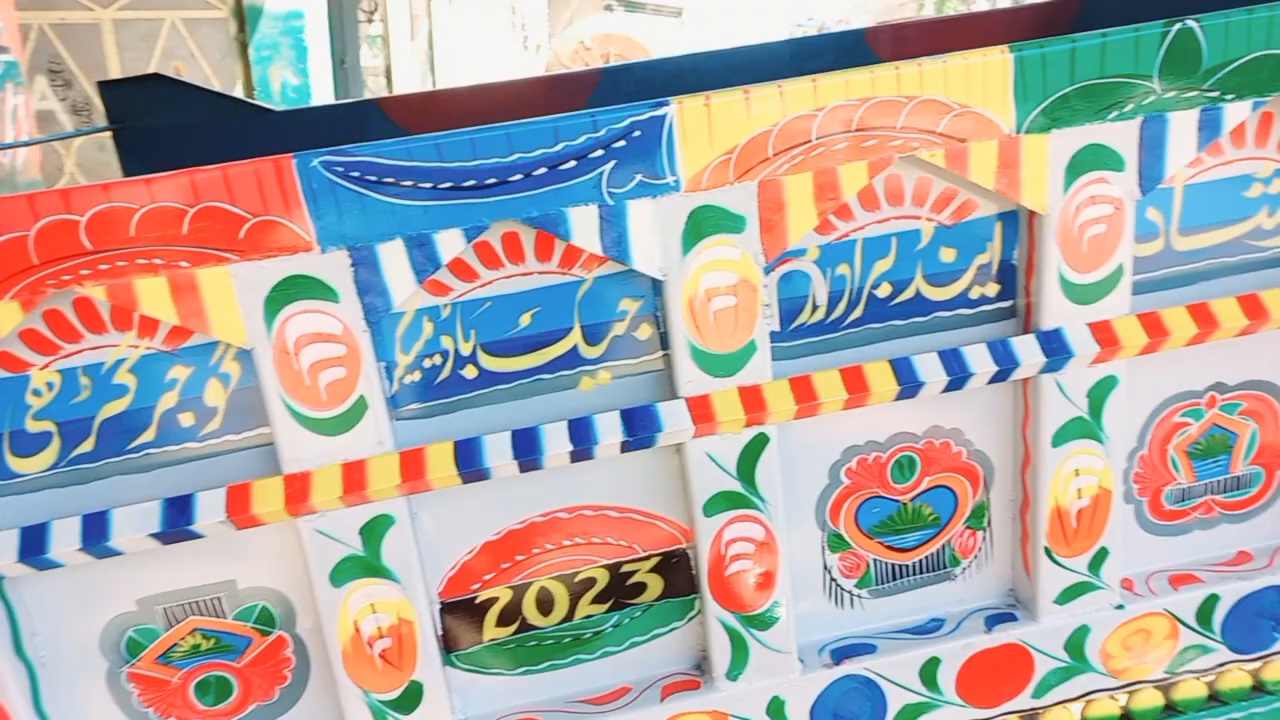 اینڈ برادرز
جیک باڈی میکر
گوجر گڑھی
2023